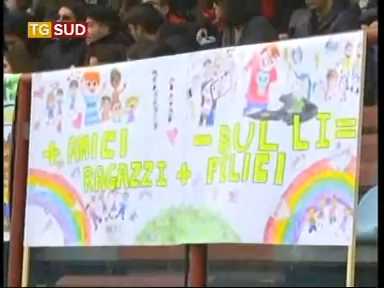 TG SUD
+ AMICI - BULLI =
RAGAZZI + FELICI